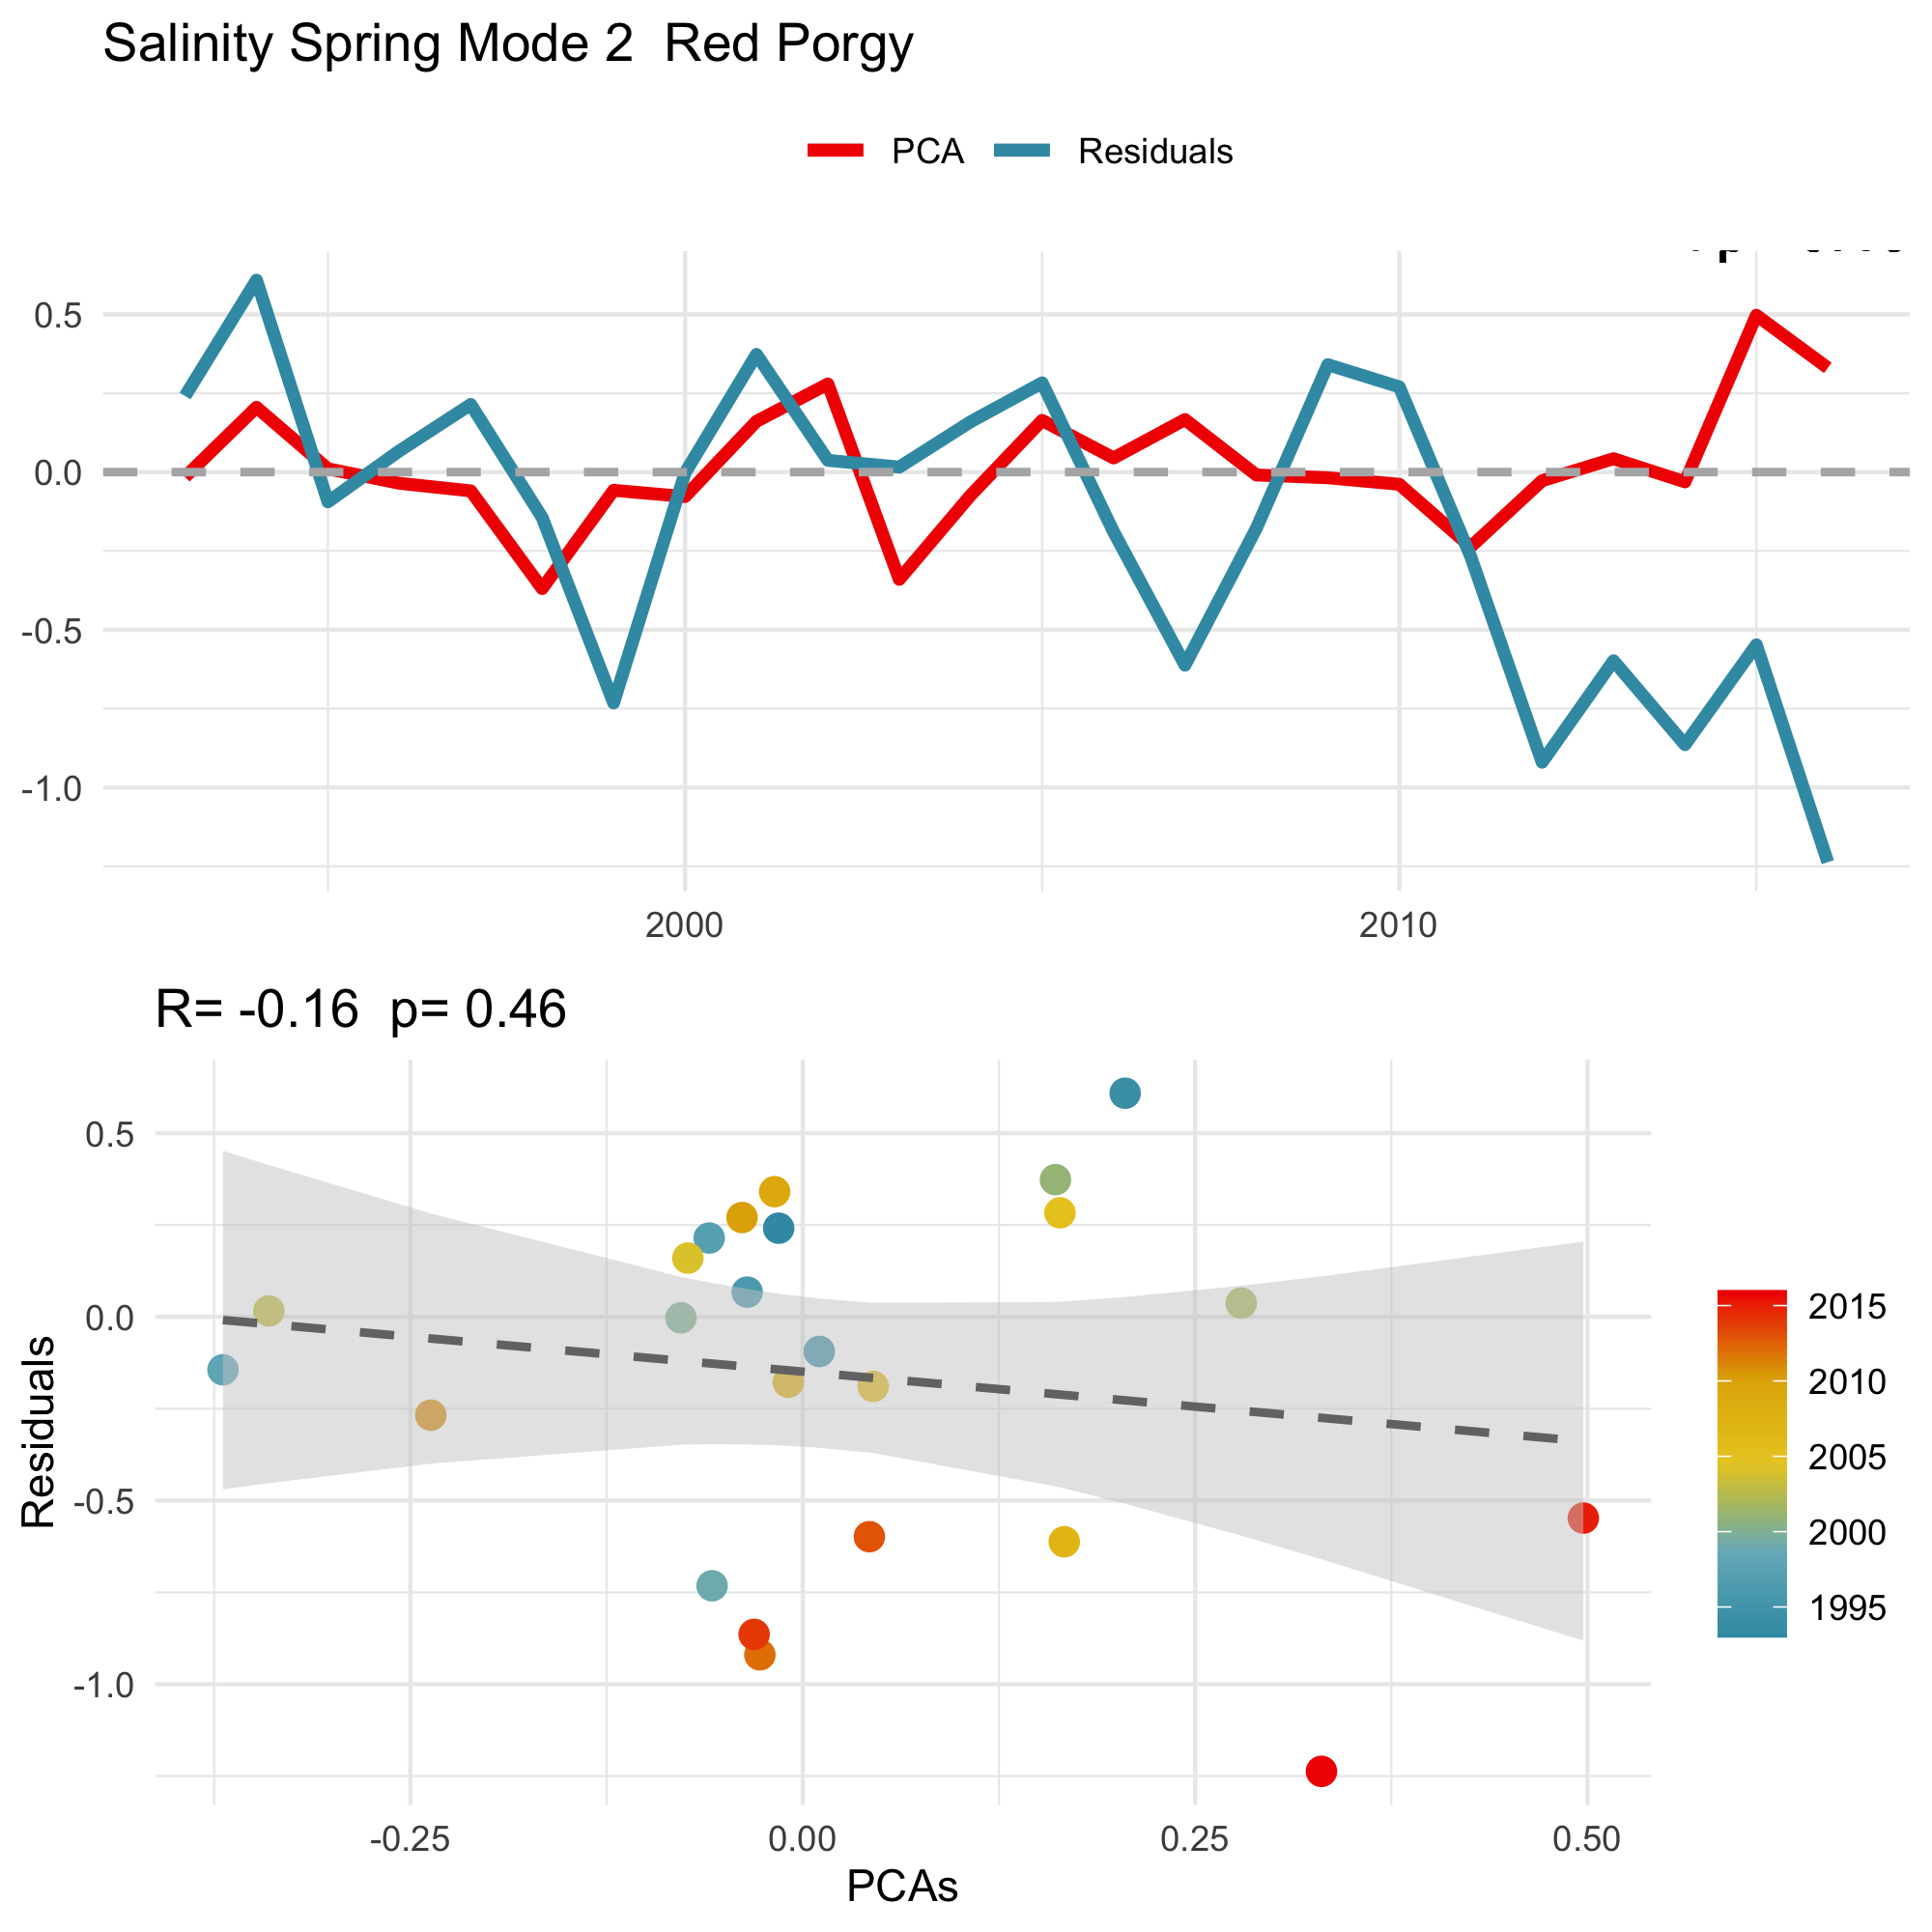 Salinity Spring Mode 2  Red Porgy
PCA Residuals
0.5
0.0
-0.5
-1.0
2000 2010
R= -0.16  p= 0.46
Residuals
0.5
0.0
-0.5
-1.0
-0.25 0.00 0.25 0.50
PCAs
2015
2010
2005
2000
1995